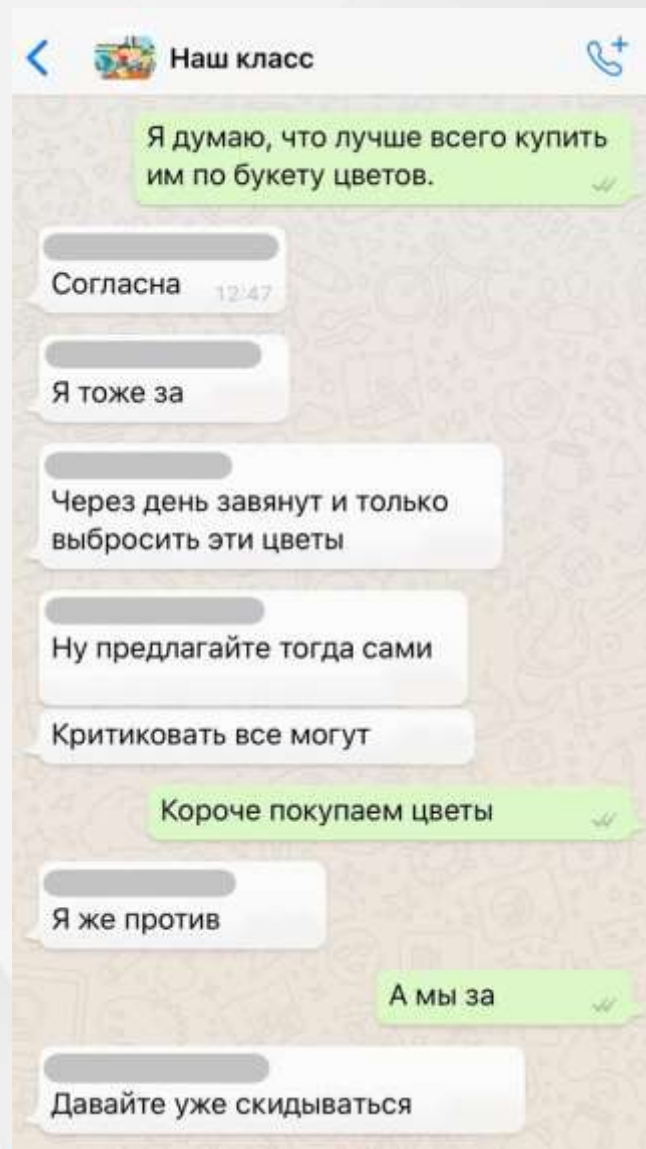 Наш класс
Я думаю, что лучше всего купить
им по букету цветов.
Согласна 12:47
Я тоже за
Через день завянут и только
выбросить эти цветы
Ну предлагайте тогда сами
Критиковать все могут
Короче покупаем цветы
Я же против
А мы за
Давайте уже скидываться